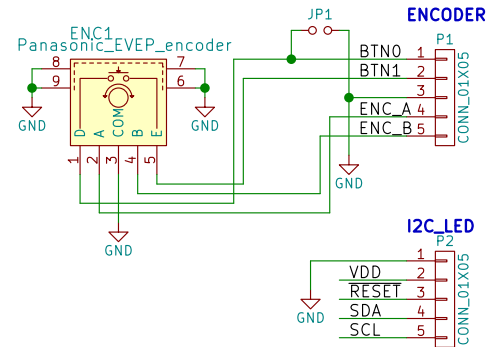 ENCODER
JP1
ENC1
Panasonic_EVEP_encoder
P1
BTN0 1
BTN1 2
3
ENC_A 4
ENC_B 5
CONN_01X05
8
9
7
6
GND
GND
D A COM B E
1 2 3 4 5
GND
GND
I2C_LED
P2
1
VDD 2
RESET 3
SDA 4
SCL 5
CONN_01X05
GND